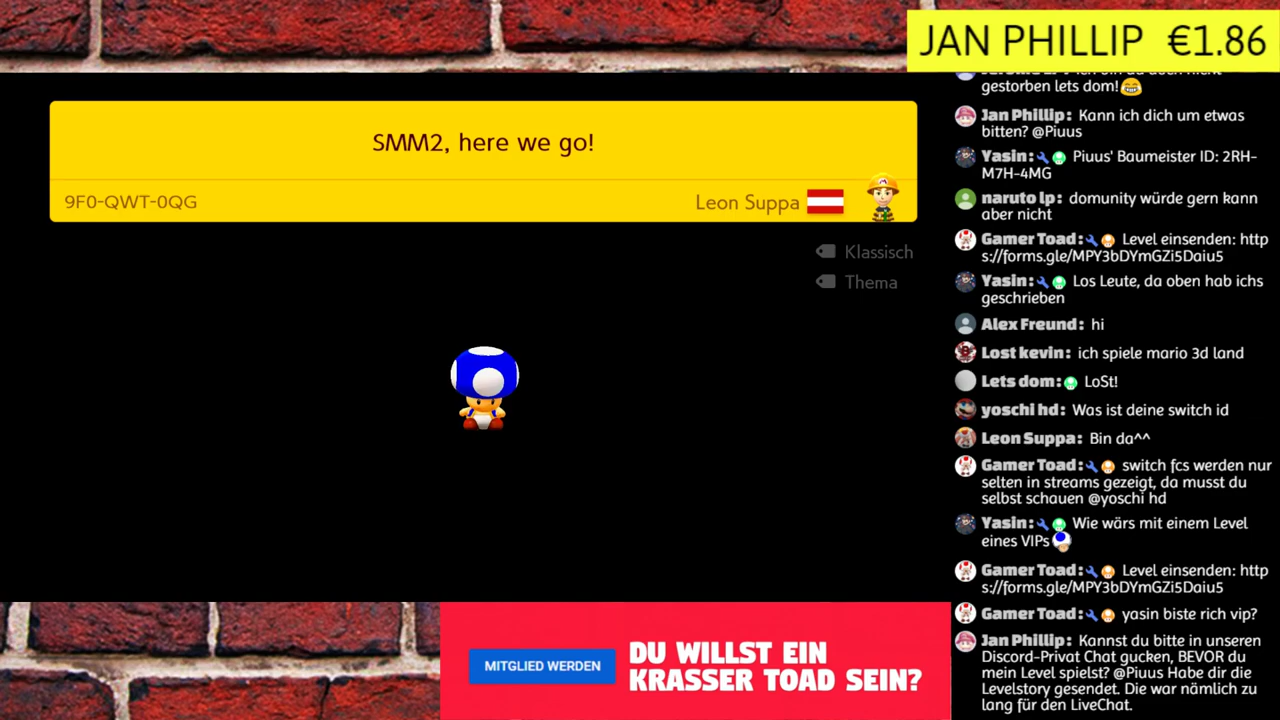 JAN PHILLIP €1.86
SMM2, here we go!
9F0-QWT-0QG
Leon Suppa
Klassisch
Thema
gestorben lets dom!😂
Jan Phillip: Kann ich dich um etwas
bitten? @Piuus
Yasin: Piuus' Baumeister ID: 2RH-
M7H-4MG
naruto lp: domunity würde gern kann
aber nicht
Gamer Toad: Level einsenden: http
s://forms.gle/MPY3bDYmGZi5Daiu5
Yasin: Los Leute, da oben hab ichs
geschrieben
Alex Freund: hi
Lost kevin: ich spiele mario 3d land
Lets dom: LoSt!
yoschi hd: Was ist deine switch id
Leon Suppa: Bin da^^
Gamer Toad: switch fcs werden nur
selten in streams gezeigt, da musst du
selbst schauen @yoschi hd
Yasin: Wie wärs mit einem Level
eines VIPs
Gamer Toad: Level einsenden: http
s://forms.gle/MPY3bDYmGZi5Daiu5
Gamer Toad: yasin biste rich vip?
Jan Phillip: Kannst du bitte in unseren
Discord-Privat Chat gucken, BEVOR du
mein Level spielst? @Piuus Habe dir die
Levelstory gesendet. Die war nämlich zu
lang für den LiveChat.
MITGLIED WERDEN
DU WILLST EIN
KRASSER TOAD SEIN?